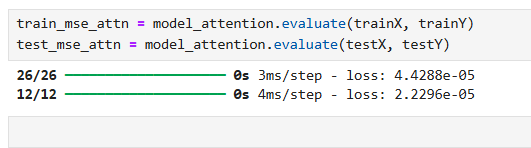 train_mse_attn = model_attention.evaluate(trainX, trainY)
test_mse_attn = model_attention.evaluate(testX, testY)
26/26 ━━━━━━━━━━━━━━━━━━━━ 0s 3ms/step - loss: 4.4288e-05
12/12 ━━━━━━━━━━━━━━━━━━━━ 0s 4ms/step - loss: 2.2296e-05